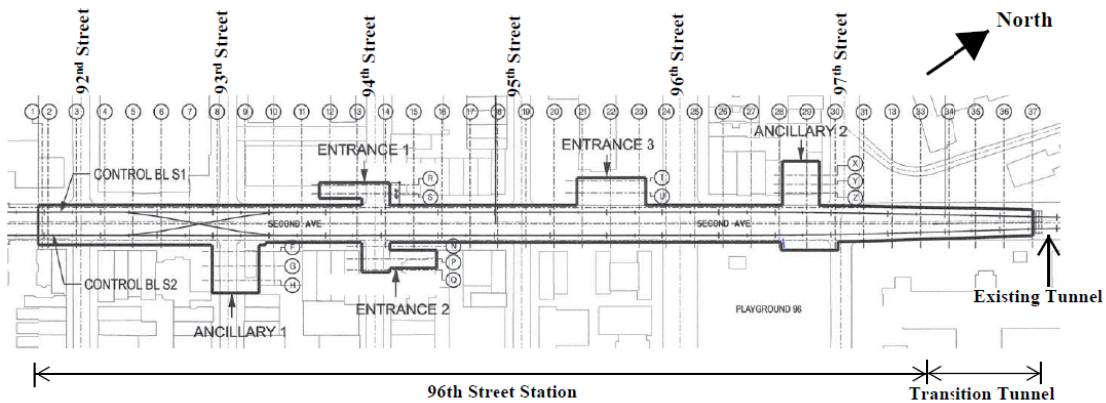 North
92nd Street
93rd Street
94th Street
95th Street
96th Street
97th Street
1 2 3 4 5 6 7 8 9 10 11 12 13 14 15 16 17 18 19 20 21 22 23 24 25 26 27 28 29 30 31 32 33 34 35 36 37
ENTRANCE 1
ENTRANCE 3
ANCILLARY 2
CONTROL BL S1
R
S
T
U
X
Y
Z
SECOND AVE
SECOND AVE
CONTROL BL S2
F
G
H
N
P
Q
ANCILLARY 1
ENTRANCE 2
PLAYGROUND 96
Existing Tunnel
96th Street Station
Transition Tunnel